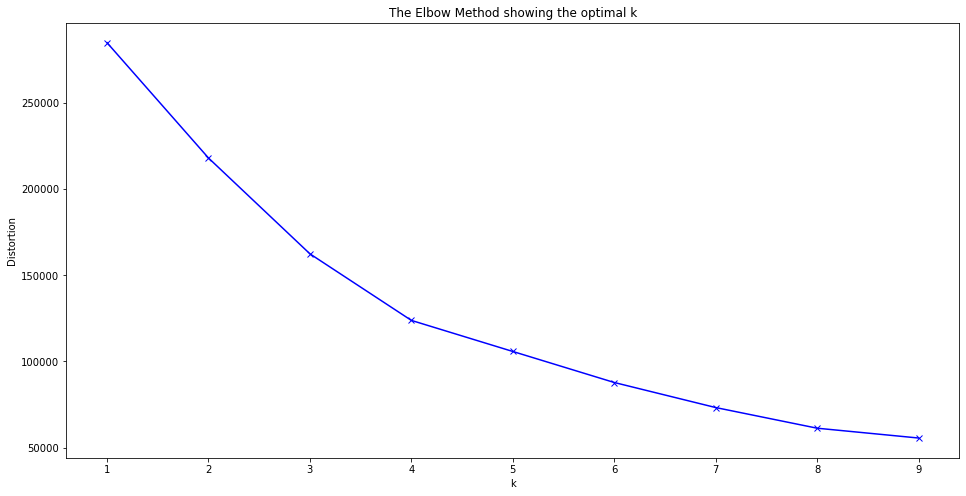 The Elbow Method showing the optimal k
250000
200000
150000
100000
50000
Distortion
1 2 3 4 5 6 7 8 9
k